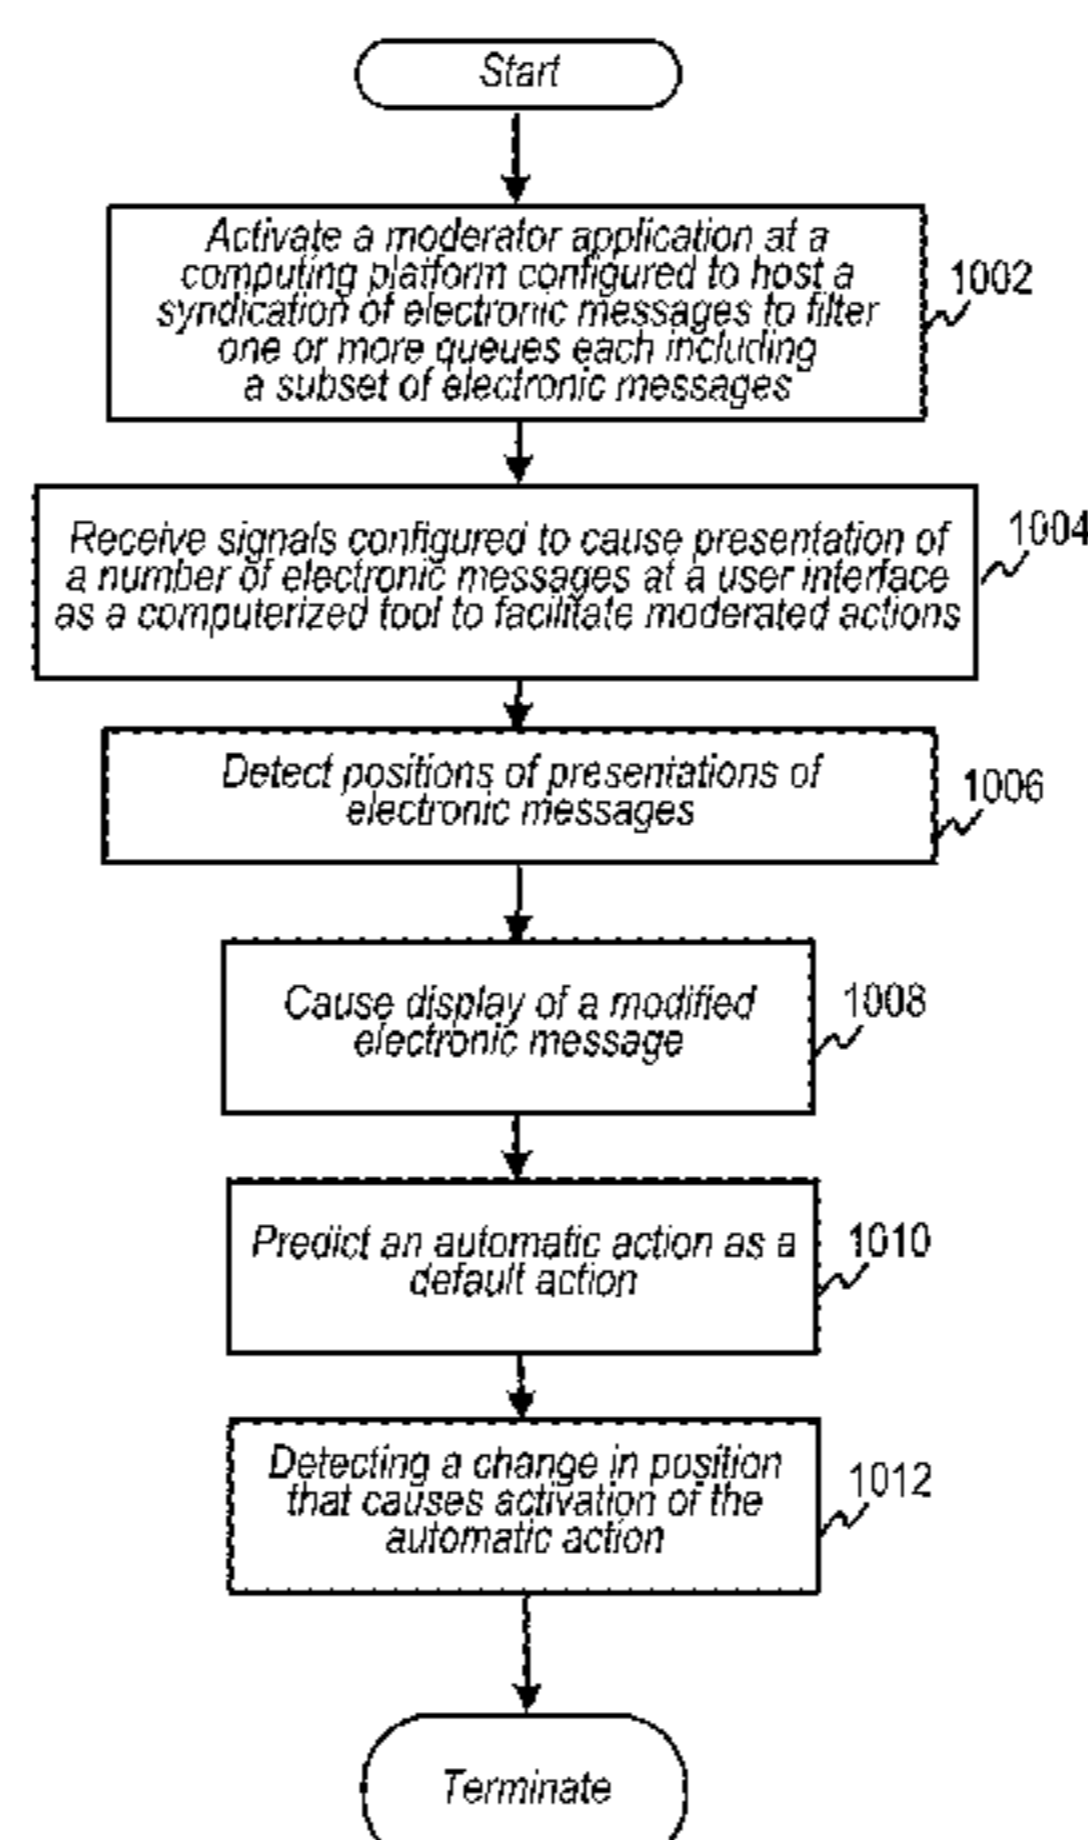 Start
Activate a moderator application at a
computing platform configured to host a
syndication of electronic messages to filter
one or more queues each including
a subset of electronic messages
1002
Receive signals configured to cause presentation of
a number of electronic messages at a user interface
as a computerized tool to facilitate moderated actions
1004
Detect positions of presentations of
electronic messages
1006
Cause display of a modified
electronic message
1008
Predict an automatic action as a
default action
1010
Detecting a change in position
that causes activation of the
automatic action
1012
Terminate